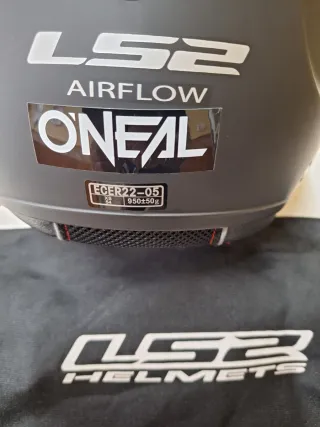 LS2
AIRFLOW
O'NEAL
ECER22-05
950±50g
LS2
HELMETS